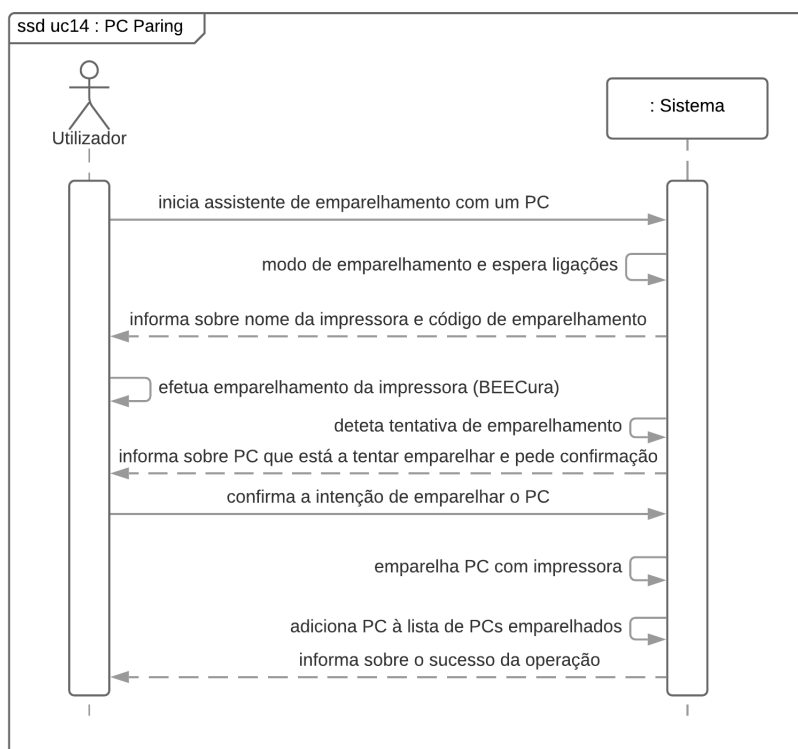 ssd uc14 : PC Paring
Utilizador
: Sistema
inicia assistente de emparelhamento com um PC
modo de emparelhamento e espera ligações
informa sobre nome da impressora e código de emparelhamento
efetua emparelhamento da impressora (BEECura)
deteta tentativa de emparelhamento
informa sobre PC que está a tentar emparelhar e pede confirmação
confirma a intenção de emparelhar o PC
emparelha PC com impressora
adiciona PC à lista de PCs emparelhados
informa sobre o sucesso da operação